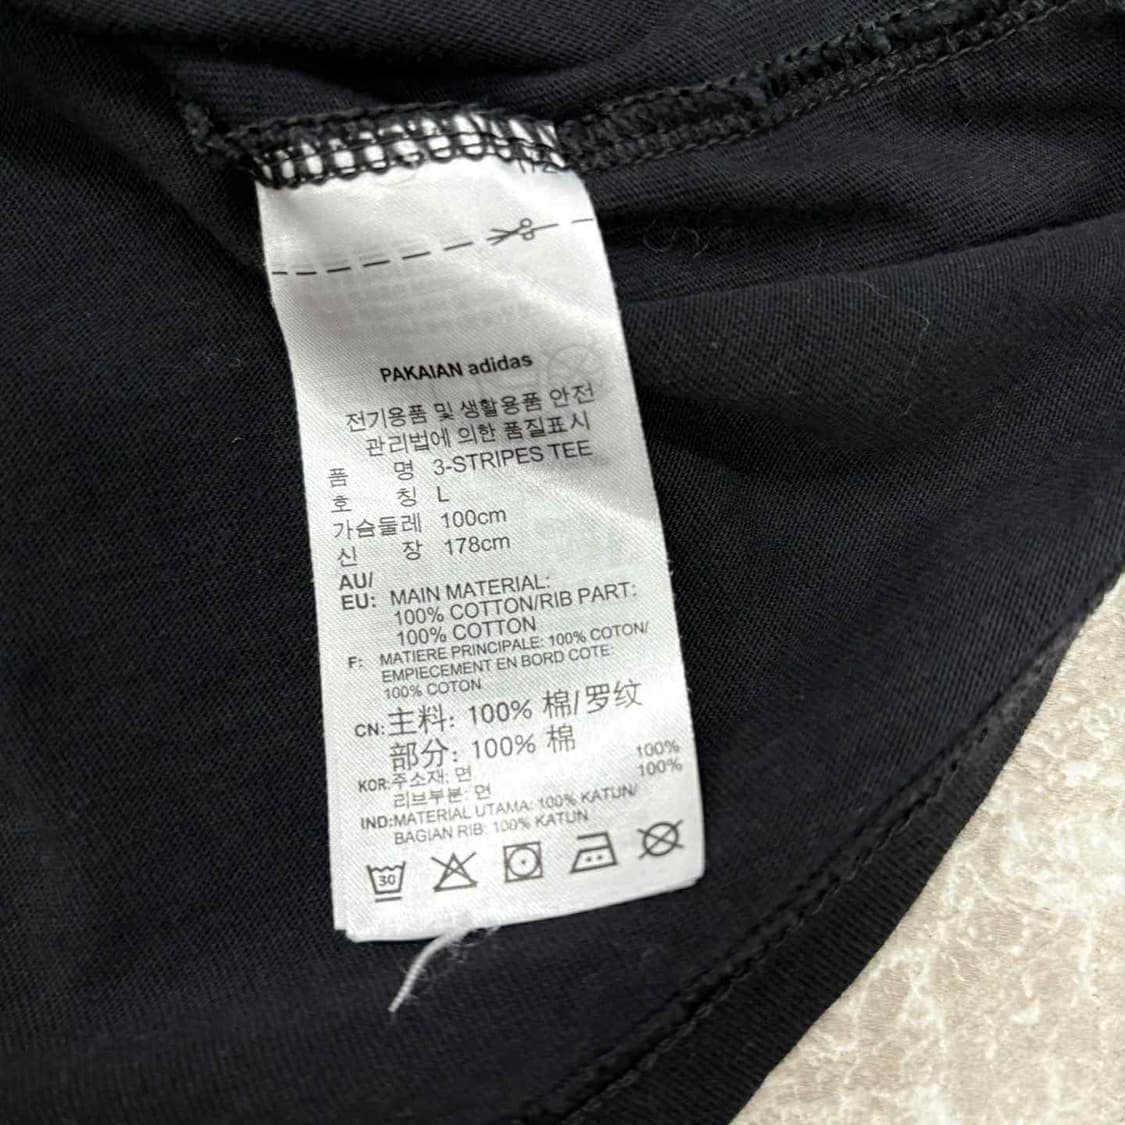 PAKAIAN adidas
전기용품 및 생활용품 안전
관리법에 의한 품질표시
품 명 3-STRIPES TEE
호 칭 L
가슴둘레 100cm
신 장 178cm
AU/
EU: MAIN MATERIAL:
100% COTTON/RIB PART:
100% COTTON
F: MATIERE PRINCIPALE: 100% COTON/
EMPIECEMENT EN BORD COTE:
100% COTON
CN: 主料: 100% 棉/罗纹
部分: 100% 棉
KOR: 주소재: 면 100%
리브부분: 면 100%
IND: MATERIAL UTAMA: 100% KATUN/
BAGIAN RIB: 100% KATUN
30